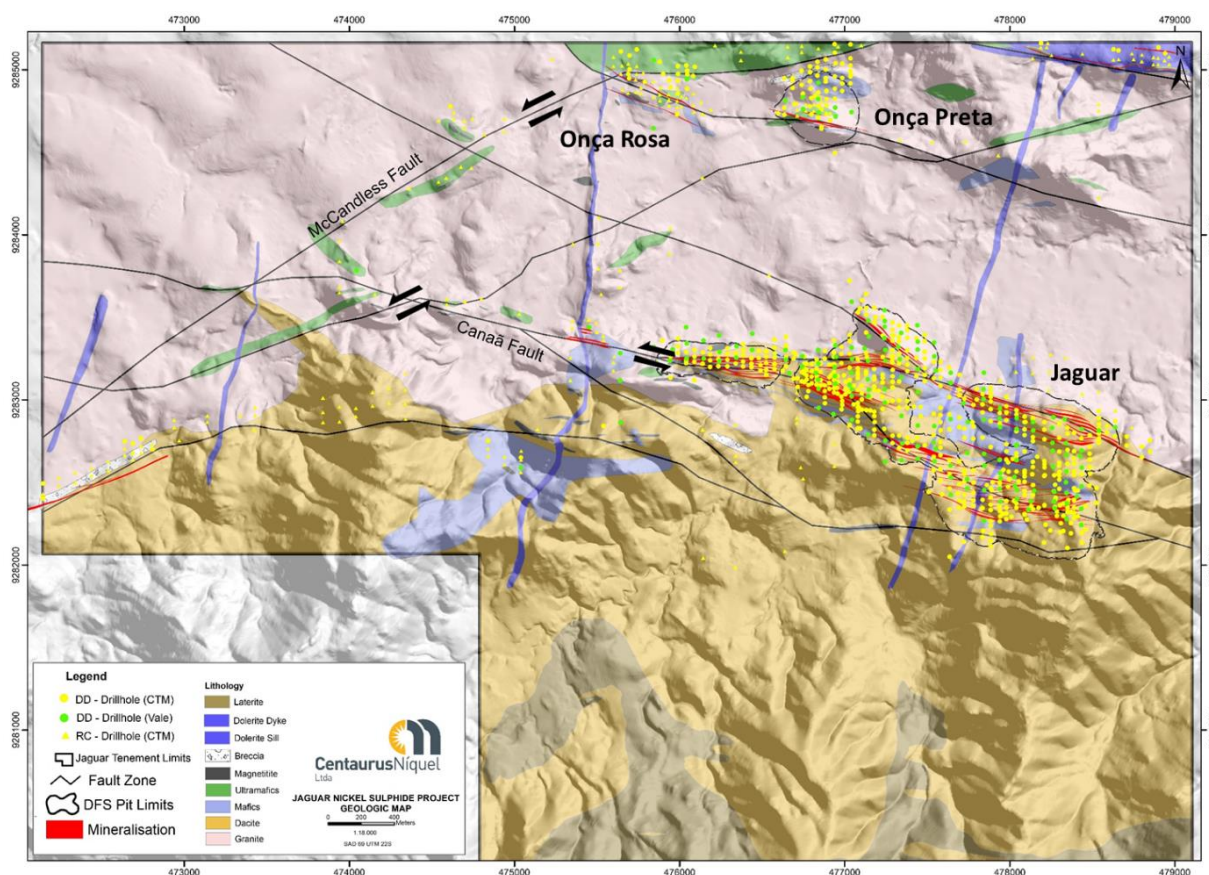 473000 474000 475000 476000 477000 478000 479000
9285000
9284000
9283000
9282000
9281000
N
Onça Rosa
Onça Preta
McCandless Fault
Canaã Fault
Jaguar
Legend
DD - Drillhole (CTM)
DD - Drillhole (Vale)
RC - Drillhole (CTM)
Jaguar Tenement Limits
Fault Zone
DFS Pit Limits
Mineralisation
Lithology
Laterite
Dolerite Dyke
Dolerite Sill
Breccia
Magnetitite
Ultramafics
Mafics
Dacite
Granite
CentaurusNíquel
Ltda
JAGUAR NICKEL SULPHIDE PROJECT
GEOLOGIC MAP
0 200 400
Meters
1:18.000
SAD 69 UTM 22S
473000 474000 475000 476000 477000 478000 479000